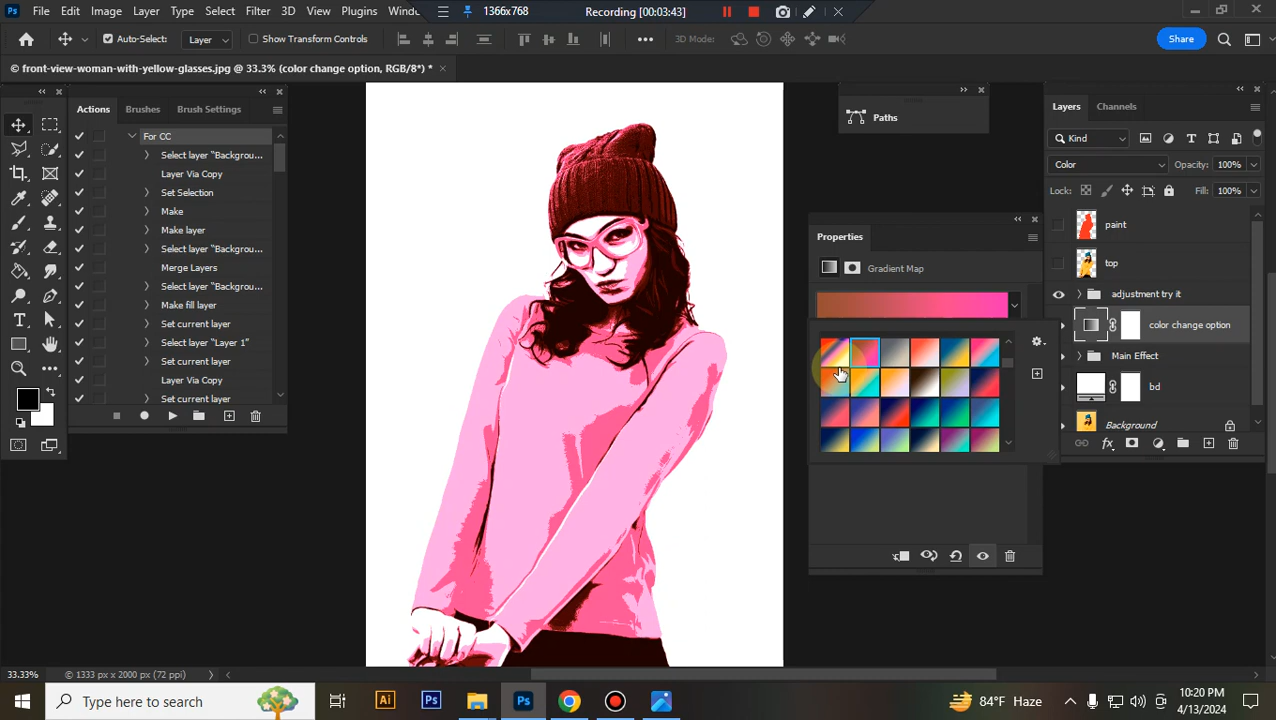 Ps File Edit Image Layer Type Select Filter 3D View Plugins Wind
1366x768 Recording [00:03:43]
Auto-Select: Layer Show Transform Controls 3D Mode: Share
© front-view-woman-with-yellow-glasses.jpg @ 33.3% (color change option, RGB/8*) * ×
Actions Brushes Brush Settings
For CC
Select layer "Backgrou...
Layer Via Copy
Set Selection
Make
Make layer
Select layer "Backgrou...
Merge Layers
Select layer "Backgrou...
Make fill layer
Set current layer
Select layer "Layer 1"
Set current layer
Layer Via Copy
Set current layer
Paths
Properties
Gradient Map
Layers Channels
Kind
Color Opacity: 100%
Lock: Fill: 100%
paint
top
adjustment try it
color change option
Main Effect
bd
Background
fx
33.33% © 1333 px x 2000 px (72 ppi)
Type here to search
Ai Ps Ps
84°F Haze
10:20 PM
4/13/2024